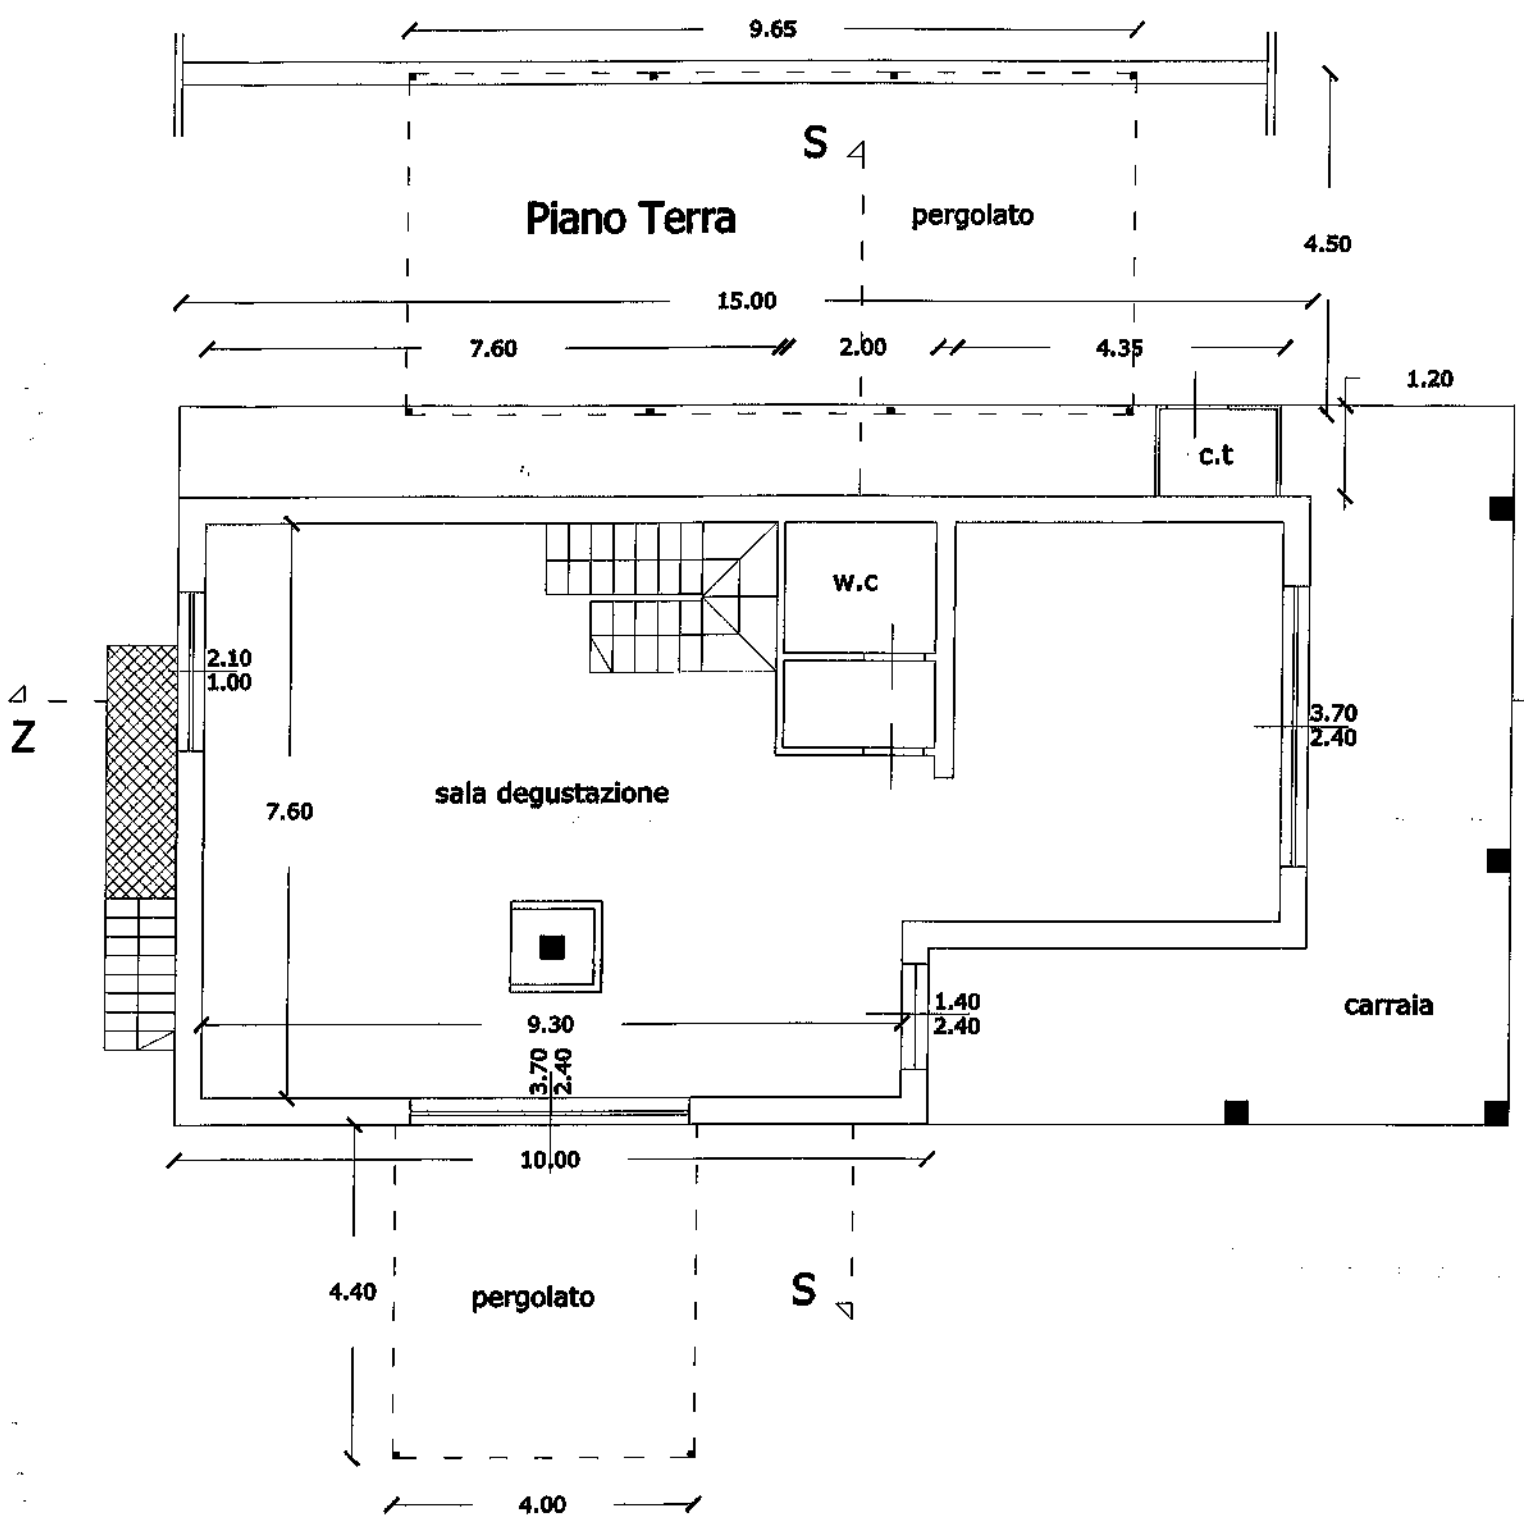 9.65
S
Piano Terra
pergolato
4.50
15.00
7.60
2.00
4.35
1.20
c.t
w.c
2.10
1.00
Z
3.70
2.40
sala degustazione
7.60
1.40
2.40
carraia
9.30
3.70
2.40
10.00
4.40
pergolato
S
4.00